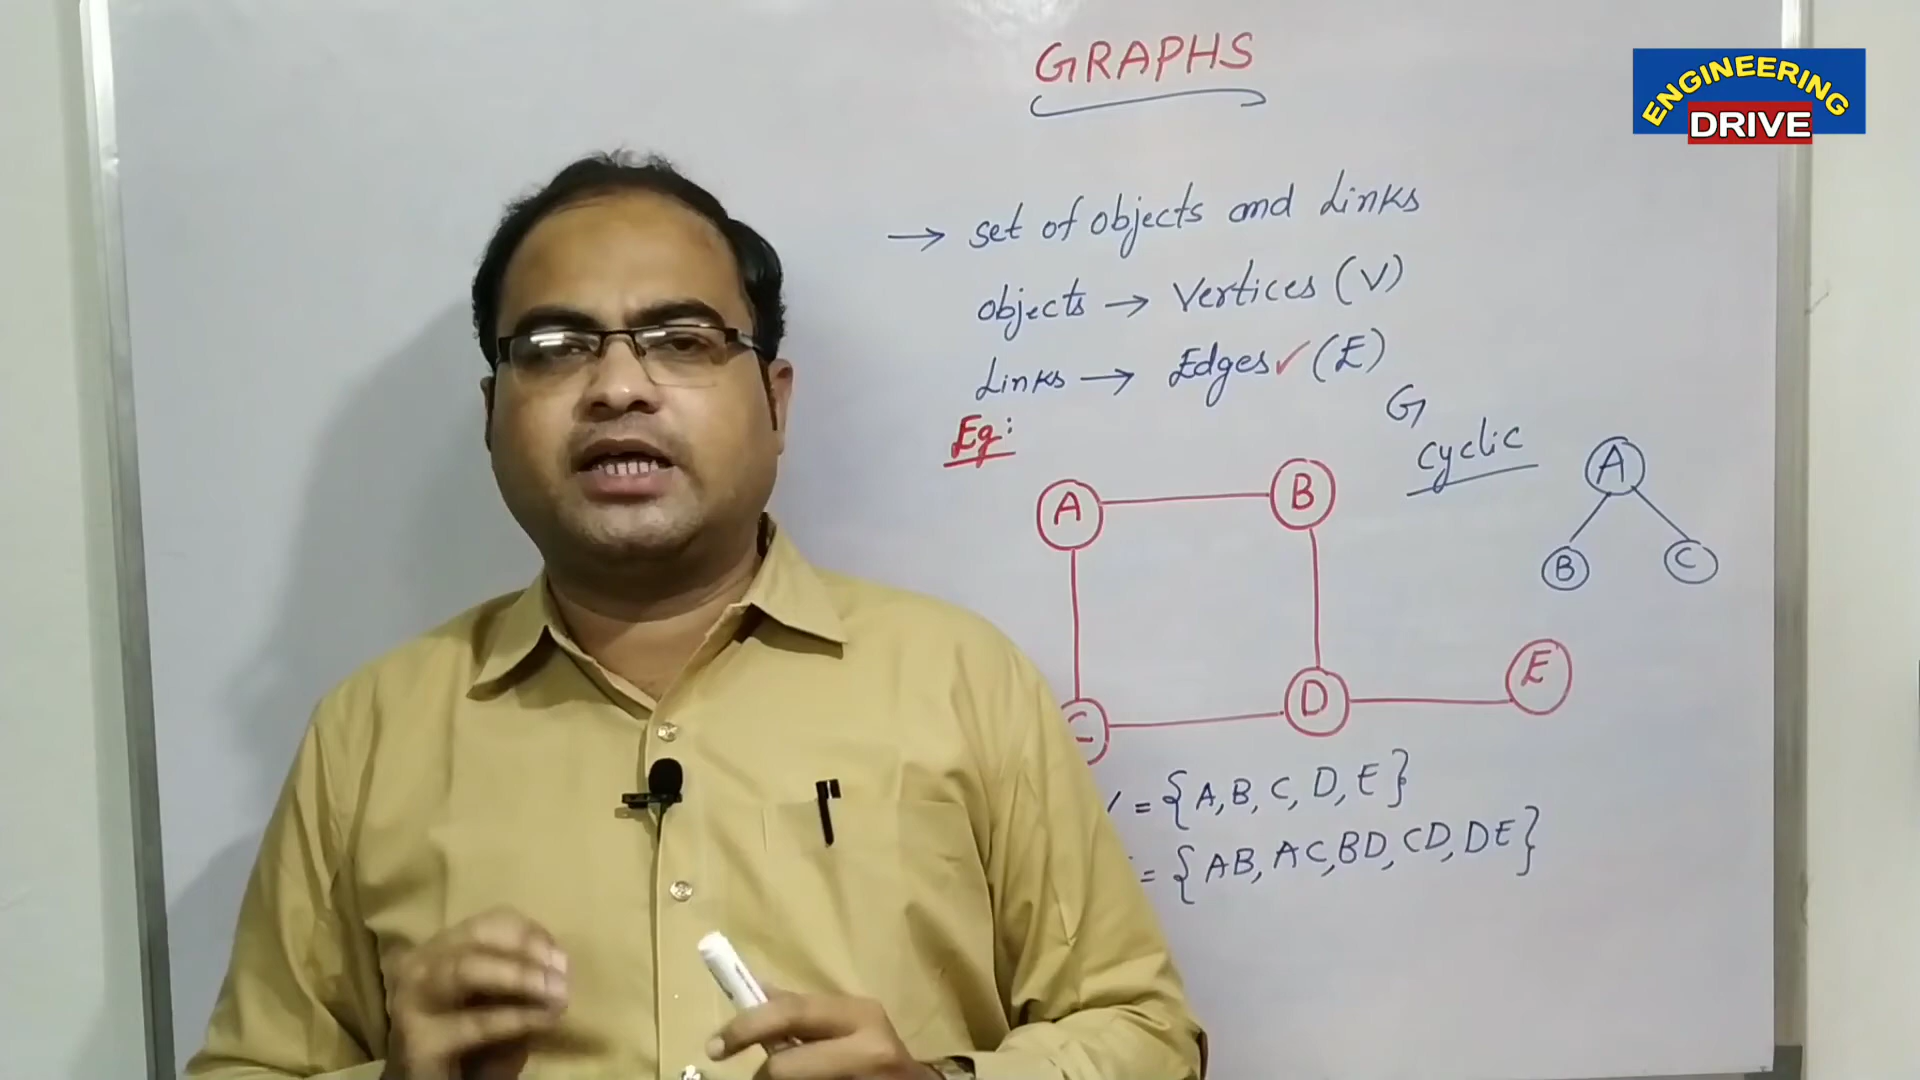 GRAPHS
ENGINEERING
DRIVE
→ set of objects and Links
objects → Vertices (V)
Links → Edges✓ (E)
G
Eg:
cyclic
A
A
B
B
C
E
D
C
= {A, B, C, D, E}
= {AB, AC, BD, CD, DE}